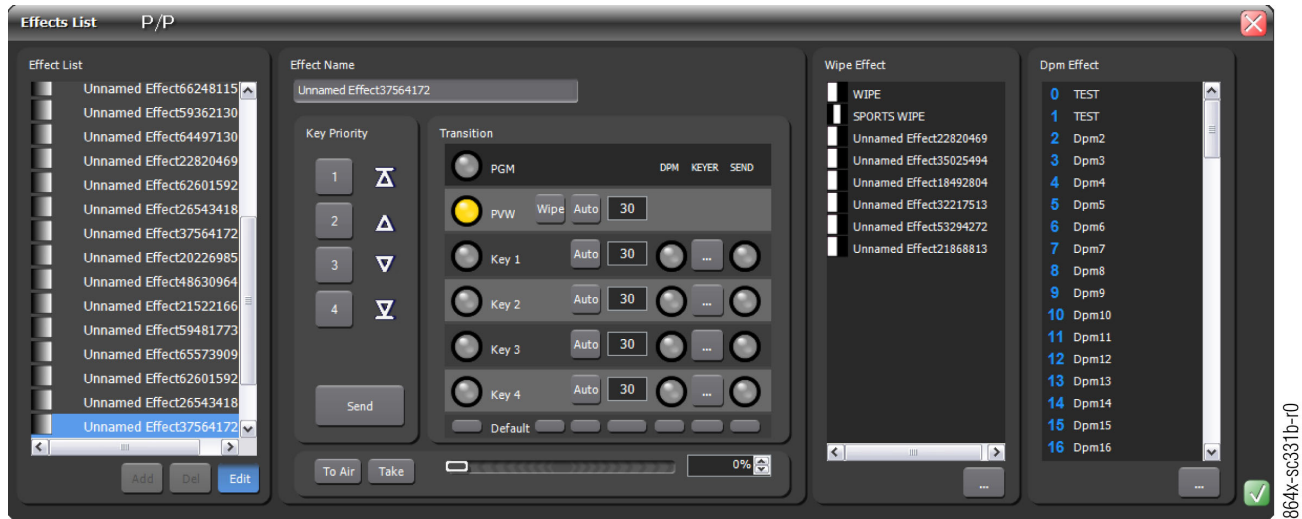 Effects List P/P
Effect List
Unnamed Effect66248115
Unnamed Effect59362130
Unnamed Effect64497130
Unnamed Effect22820469
Unnamed Effect62601592
Unnamed Effect26543418
Unnamed Effect37564172
Unnamed Effect20226985
Unnamed Effect48630964
Unnamed Effect21522166
Unnamed Effect59481773
Unnamed Effect65573909
Unnamed Effect62601592
Unnamed Effect26543418
Unnamed Effect37564172
Add Del Edit
Effect Name
Unnamed Effect37564172
Key Priority
1
2
3
4
Send
Transition
PGM DPM KEYER SEND
PVW Wipe Auto 30
Key 1 Auto 30 ...
Key 2 Auto 30 ...
Key 3 Auto 30 ...
Key 4 Auto 30 ...
Default
To Air Take 0%
Wipe Effect
WIPE
SPORTS WIPE
Unnamed Effect22820469
Unnamed Effect35025494
Unnamed Effect18492804
Unnamed Effect32217513
Unnamed Effect53294272
Unnamed Effect21868813
...
Dpm Effect
0 TEST
1 TEST
2 Dpm2
3 Dpm3
4 Dpm4
5 Dpm5
6 Dpm6
7 Dpm7
8 Dpm8
9 Dpm9
10 Dpm10
11 Dpm11
12 Dpm12
13 Dpm13
14 Dpm14
15 Dpm15
16 Dpm16
...
864x-sc331b-r0